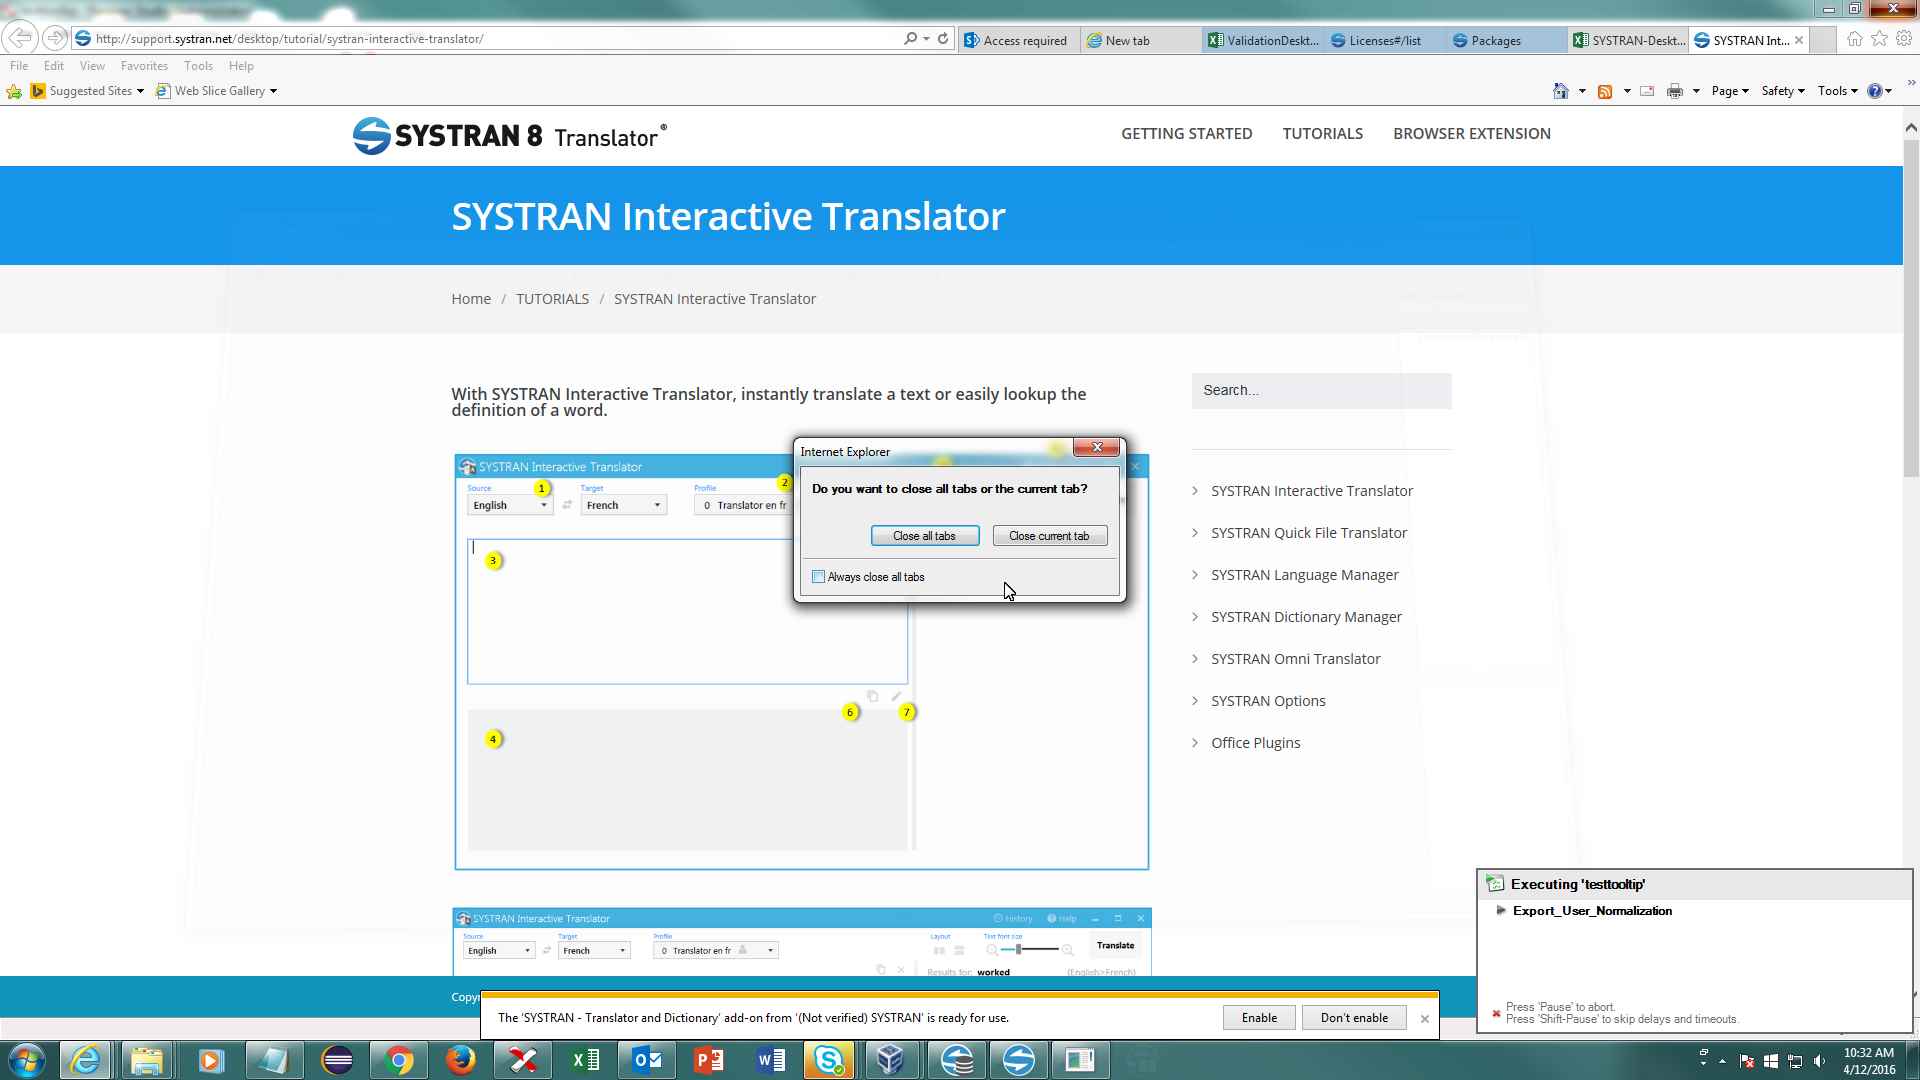 http://support.systran.net/desktop/tutorial/systran-interactive-translator/
Access required
New tab
ValidationDeskt...
Licenses#/list
Packages
SYSTRAN-Deskt...
SYSTRAN Int...
File Edit View Favorites Tools Help
Suggested Sites
Web Slice Gallery
Page Safety Tools
SYSTRAN 8 Translator®
GETTING STARTED TUTORIALS BROWSER EXTENSION
SYSTRAN Interactive Translator
Home / TUTORIALS / SYSTRAN Interactive Translator
With SYSTRAN Interactive Translator, instantly translate a text or easily lookup the
definition of a word.
Search...
SYSTRAN Interactive Translator
Source
1
Target
Profile
2
English
French
0 Translator en fr
3
6
7
4
Internet Explorer
Do you want to close all tabs or the current tab?
Close all tabs
Close current tab
Always close all tabs
SYSTRAN Interactive Translator
SYSTRAN Quick File Translator
SYSTRAN Language Manager
SYSTRAN Dictionary Manager
SYSTRAN Omni Translator
SYSTRAN Options
Office Plugins
SYSTRAN Interactive Translator
History
Help
Source
Target
Profile
Layout
Text font size
English
French
0 Translator en fr
Translate
Results for: worked
(English>French)
Copy
The 'SYSTRAN - Translator and Dictionary' add-on from '(Not verified) SYSTRAN' is ready for use.
Enable
Don't enable
Executing 'testtooltip'
Export_User_Normalization
Press 'Pause' to abort.
Press 'Shift-Pause' to skip delays and timeouts.
10:32 AM
4/12/2016